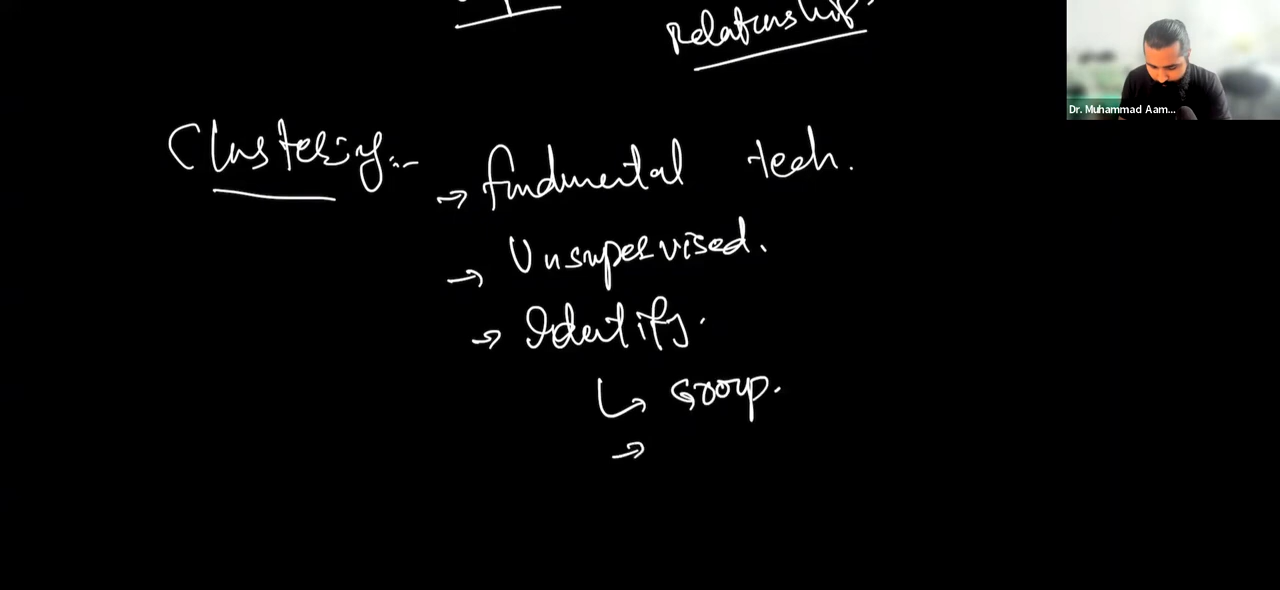 Relationship.
Dr. Muhammad Aam...
Clustering:-
→ fundmental tech.
→ Unsupervised.
→ Identify.
↳ Group.
→